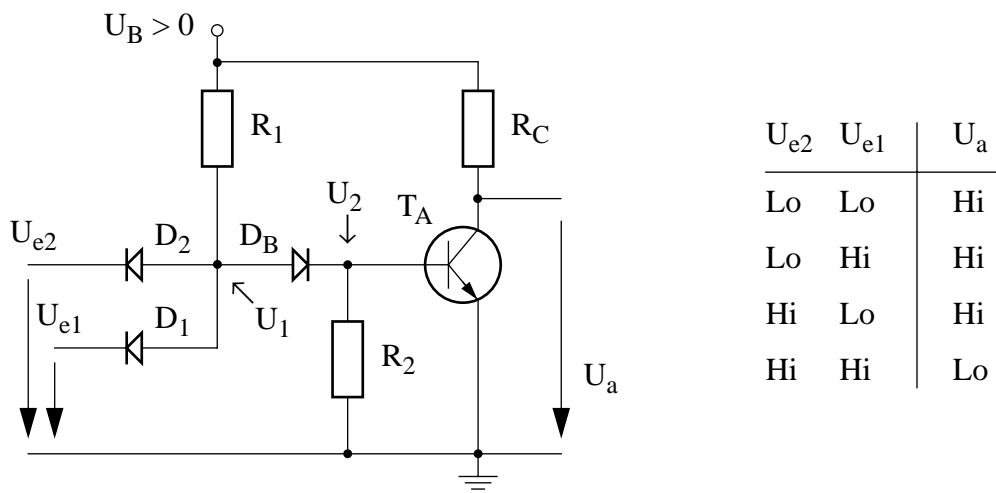 U_B > 0
R_1
R_C
U_2
T_A
U_e2
D_2
D_B
U_e1
D_1
U_1
R_2
U_a
U_e2 U_e1 U_a
Lo Lo Hi
Lo Hi Hi
Hi Lo Hi
Hi Hi Lo